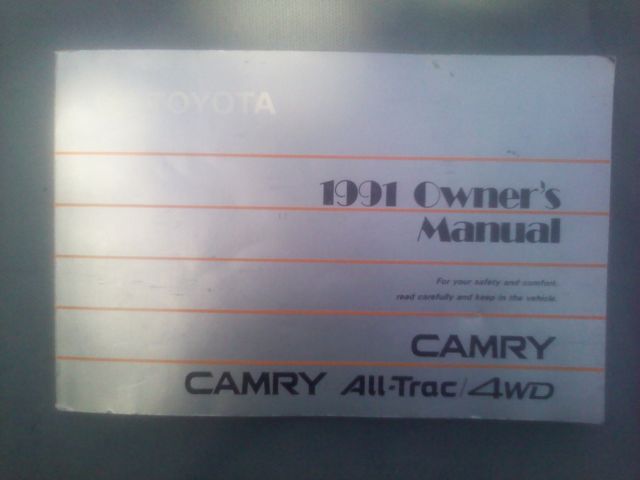 TOYOTA
1991 Owner's
Manual
For your safety and comfort,
read carefully and keep in the vehicle.
CAMRY
CAMRY All-Trac/4WD